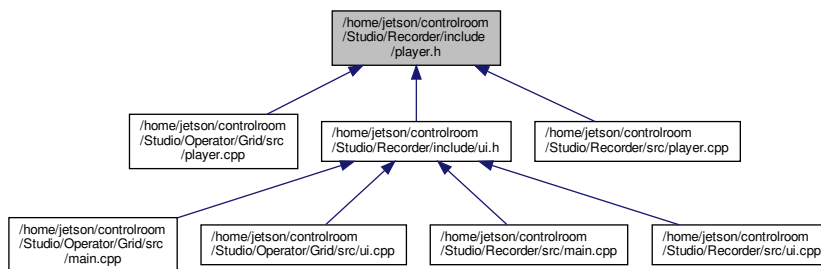 /home/jetson/controlroom
/Studio/Recorder/include
/player.h
/home/jetson/controlroom
/Studio/Operator/Grid/src
/player.cpp
/home/jetson/controlroom
/Studio/Recorder/include/ui.h
/home/jetson/controlroom
/Studio/Recorder/src/player.cpp
/home/jetson/controlroom
/Studio/Operator/Grid/src
/main.cpp
/home/jetson/controlroom
/Studio/Operator/Grid/src/ui.cpp
/home/jetson/controlroom
/Studio/Recorder/src/main.cpp
/home/jetson/controlroom
/Studio/Recorder/src/ui.cpp